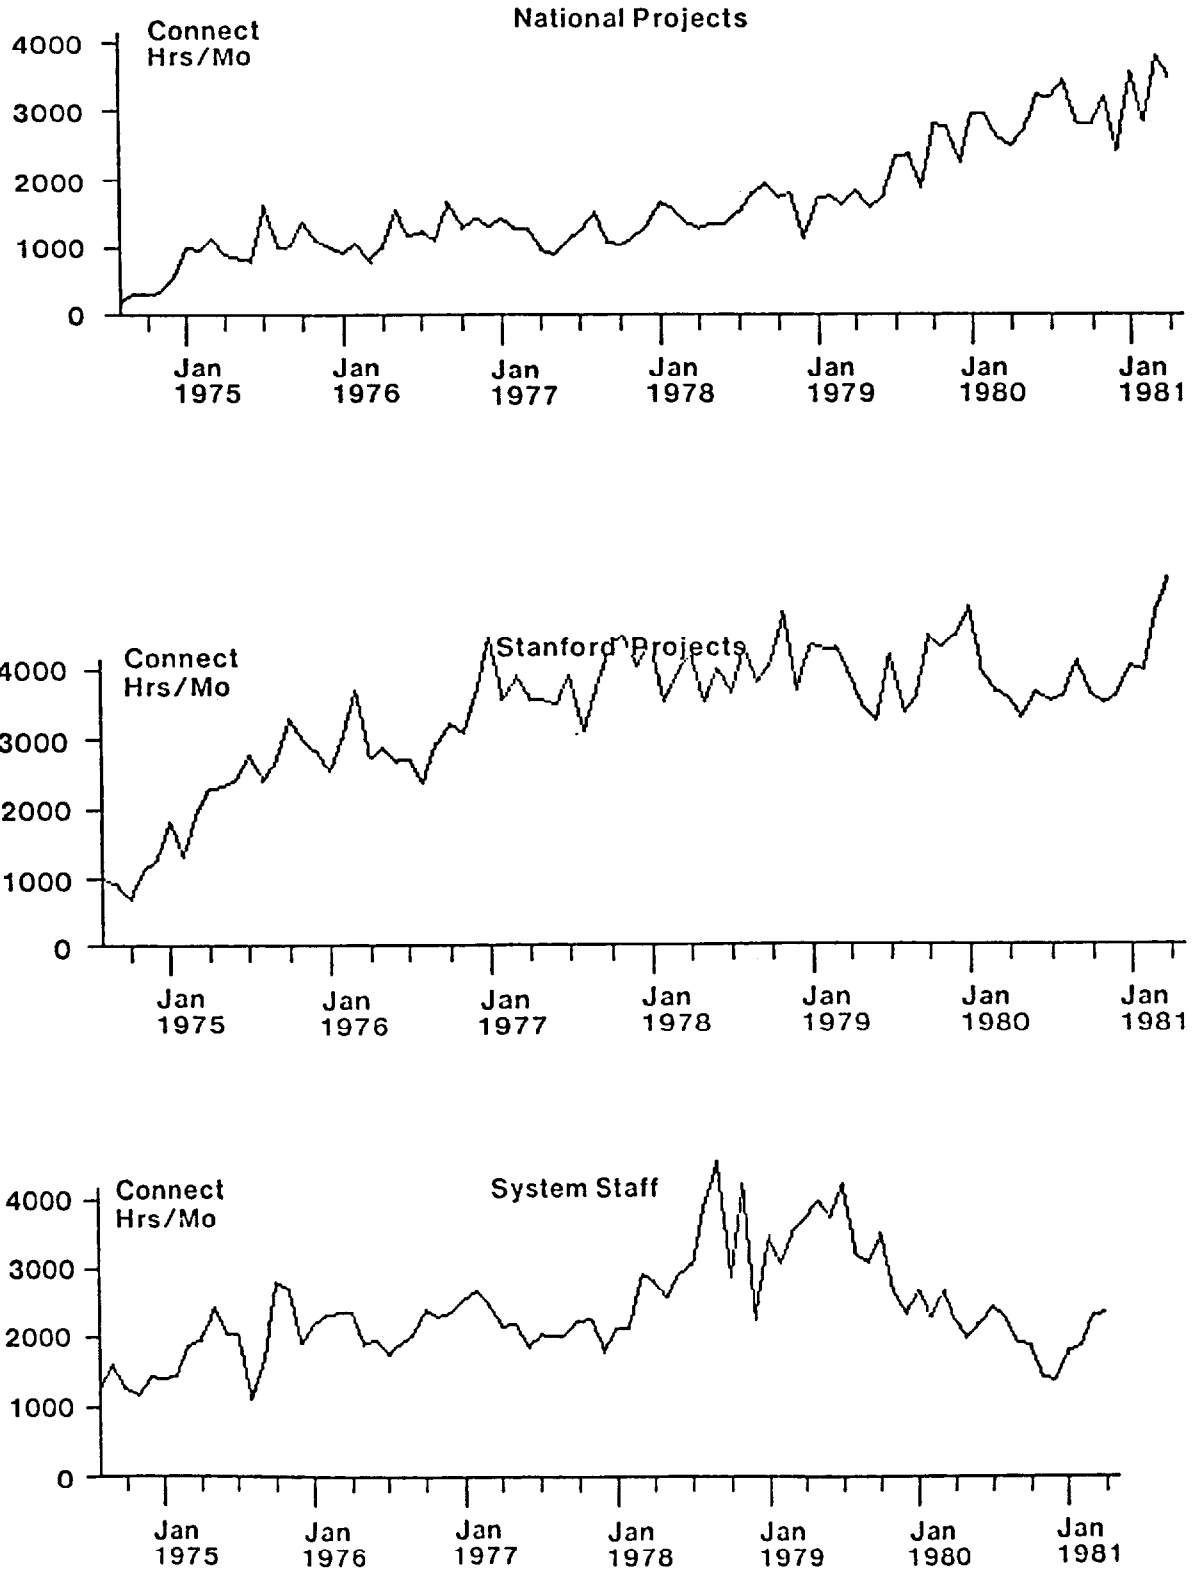 National Projects
Connect
Hrs/Mo
4000
3000
2000
1000
0
Jan Jan Jan Jan Jan Jan Jan
1975 1976 1977 1978 1979 1980 1981
Stanford Projects
Connect
Hrs/Mo
4000
3000
2000
1000
0
Jan Jan Jan Jan Jan Jan Jan
1975 1976 1977 1978 1979 1980 1981
System Staff
Connect
Hrs/Mo
4000
3000
2000
1000
0
Jan Jan Jan Jan Jan Jan Jan
1975 1976 1977 1978 1979 1980 1981